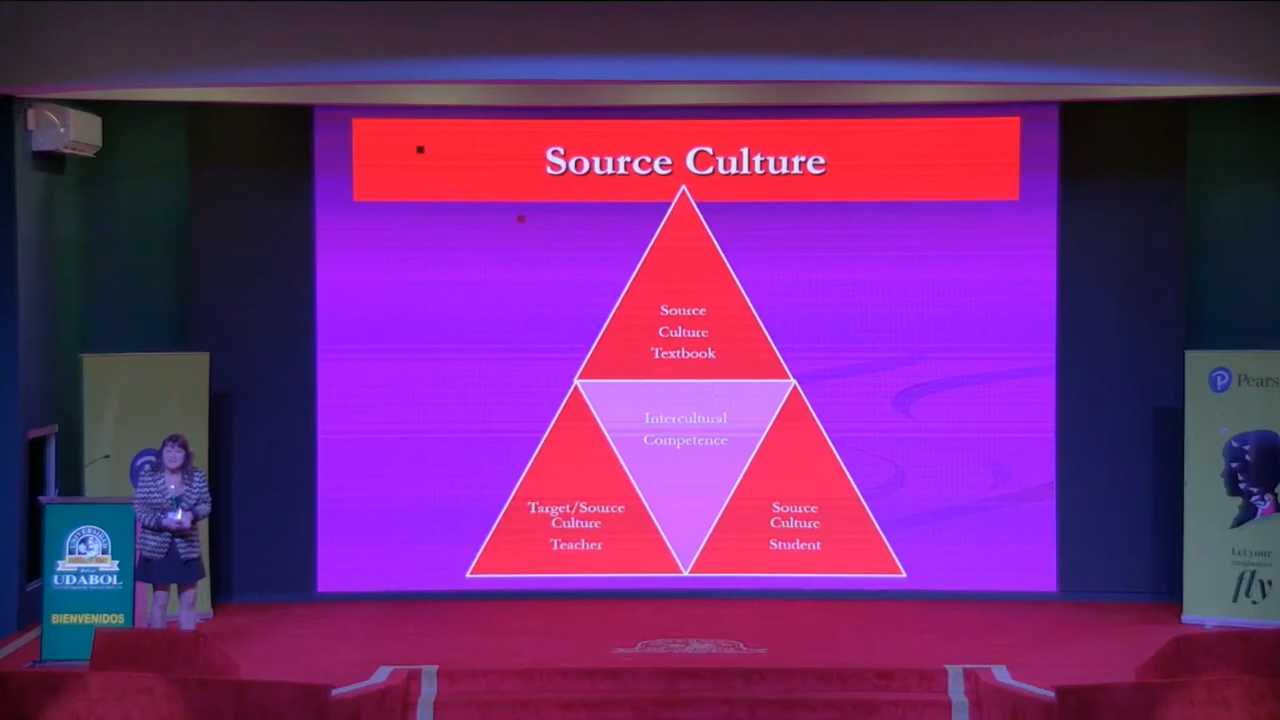 Source Culture
Source
Culture
Textbook
Intercultural
Competence
Target/Source
Culture
Teacher
Source
Culture
Student
UDABOL
BIENVENIDOS
Pears
Let your
imagination
fly